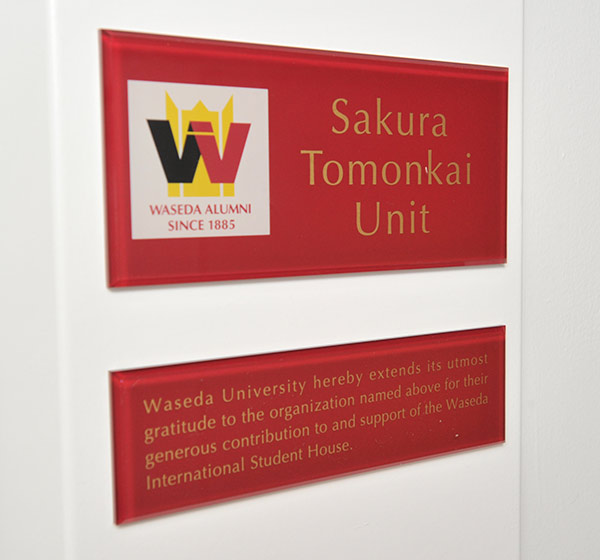 WASEDA ALUMNI
SINCE 1885
Sakura
Tomonkai
Unit
Waseda University hereby extends its utmost
gratitude to the organization named above for their
generous contribution to and support of the Waseda
International Student House.